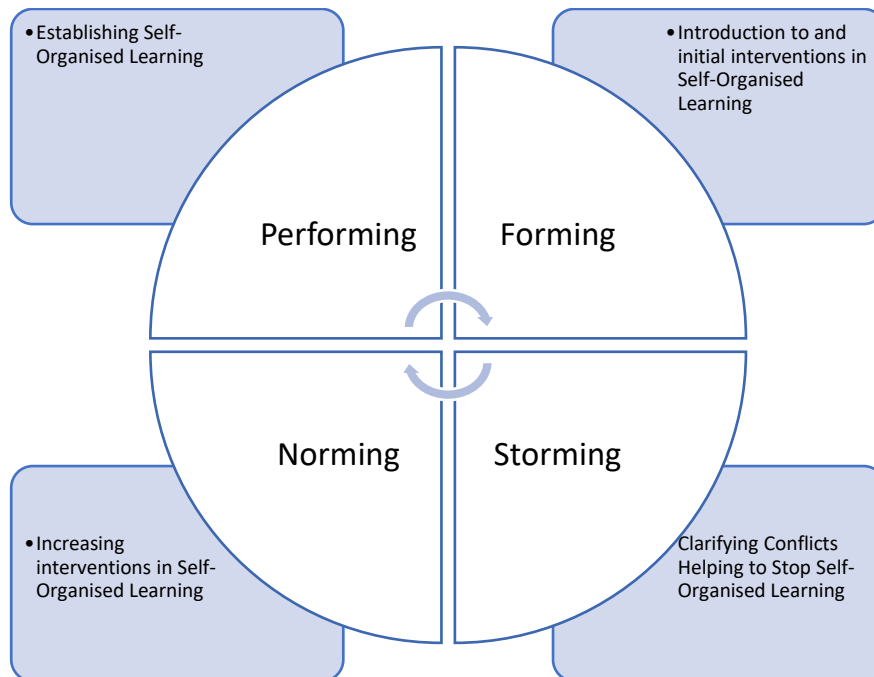 •Establishing Self-
Organised Learning
•Introduction to and
initial interventions in
Self-Organised
Learning
Performing
Forming
Norming
Storming
•Increasing
interventions in Self-
Organised Learning
Clarifying Conflicts
Helping to Stop Self-
Organised Learning